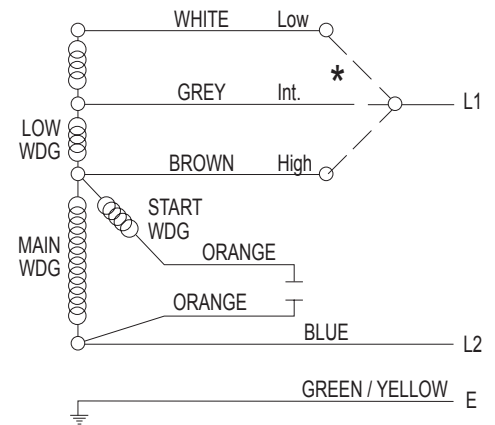 WHITE Low
*
GREY Int. L1
LOW
WDG
BROWN High
START
WDG
MAIN
WDG
ORANGE
ORANGE
BLUE
L2
GREEN / YELLOW
E